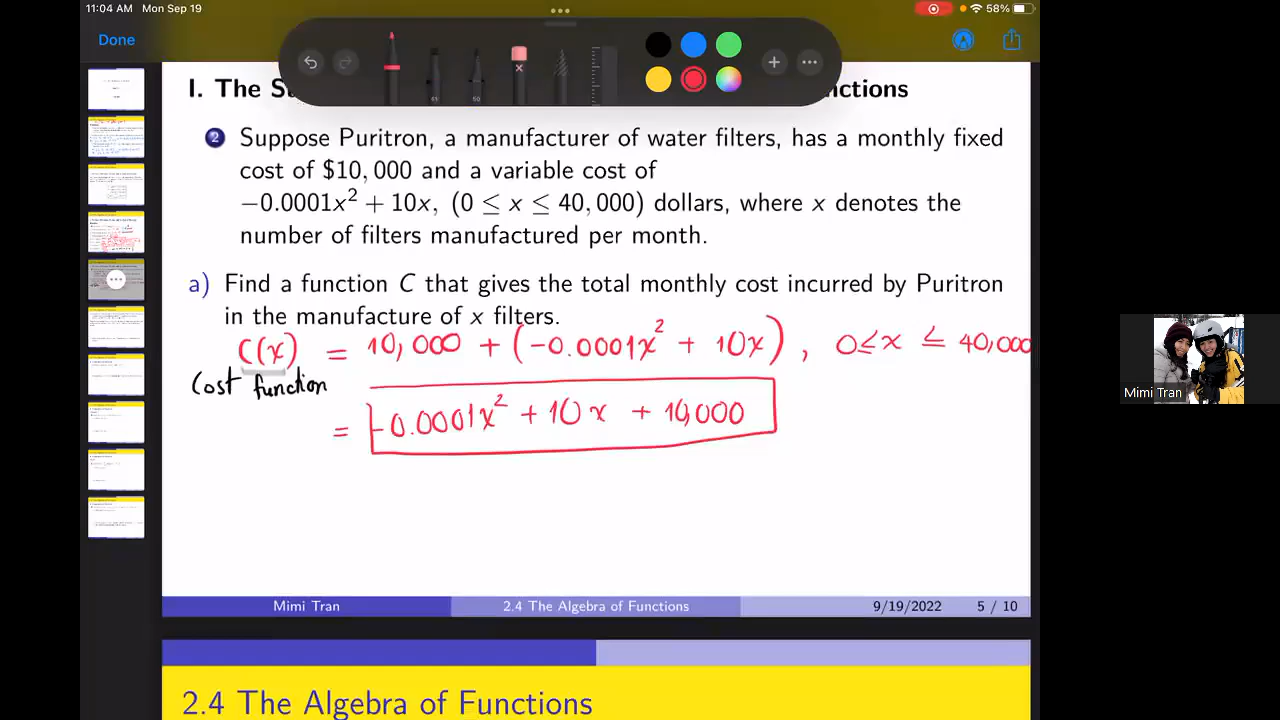 11:04 AM Mon Sep 19
58%
Done
I. The S
nctions
2 Suppose Puritron, a manufacturer of water filters, has a monthly fixed
cost of $10,000 and a variable cost of
−0.0001x² + 10x, (0 ≤ x ≤ 40,000) dollars, where x denotes the
number of filters manufactured per month.
a) Find a function C that gives the total monthly cost incurred by Puritron
in the manufacture of x filters.
C(x) = 10,000 + (-0.0001x² + 10x), 0 ≤ x ≤ 40,000
Cost function
= -0.0001x² + 10x + 10,000
Mimi Tran
2.4 The Algebra of Functions
9/19/2022
5 / 10
2.4 The Algebra of Functions
Mimi Tran